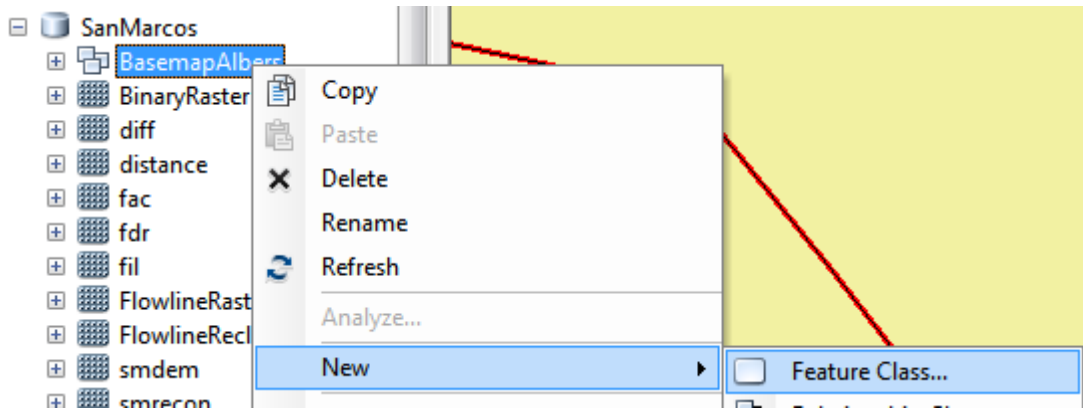 SanMarcos
BasemapAlbers
BinaryRaster
diff
distance
fac
fdr
fil
FlowlineRast
FlowlineRecl
smdem
smrecon
Copy
Paste
Delete
Rename
Refresh
Analyze...
New
Feature Class...